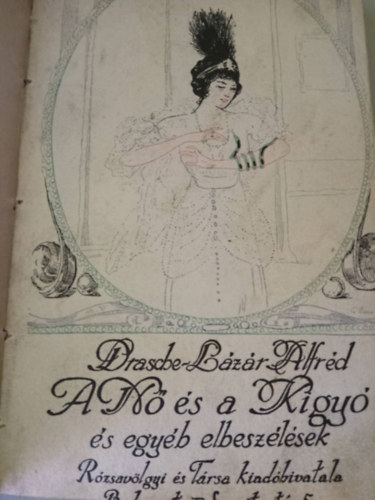 Drasche-Lázár Alfréd
A Nő és a Kigyó
és egyéb elbeszélések
Rózsavölgyi és Társa kiadóhivatala